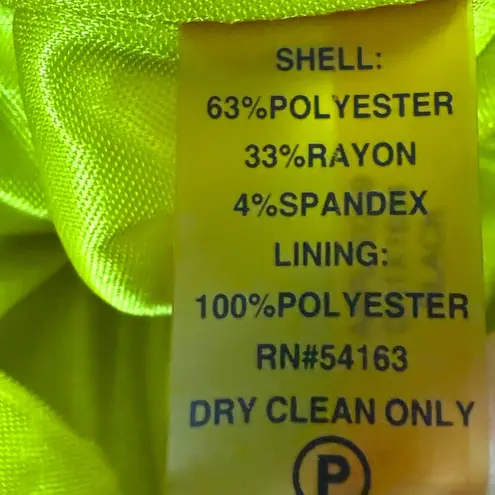 SHELL:
63%POLYESTER
33%RAYON
4%SPANDEX
LINING:
100%POLYESTER
RN#54163
DRY CLEAN ONLY
P